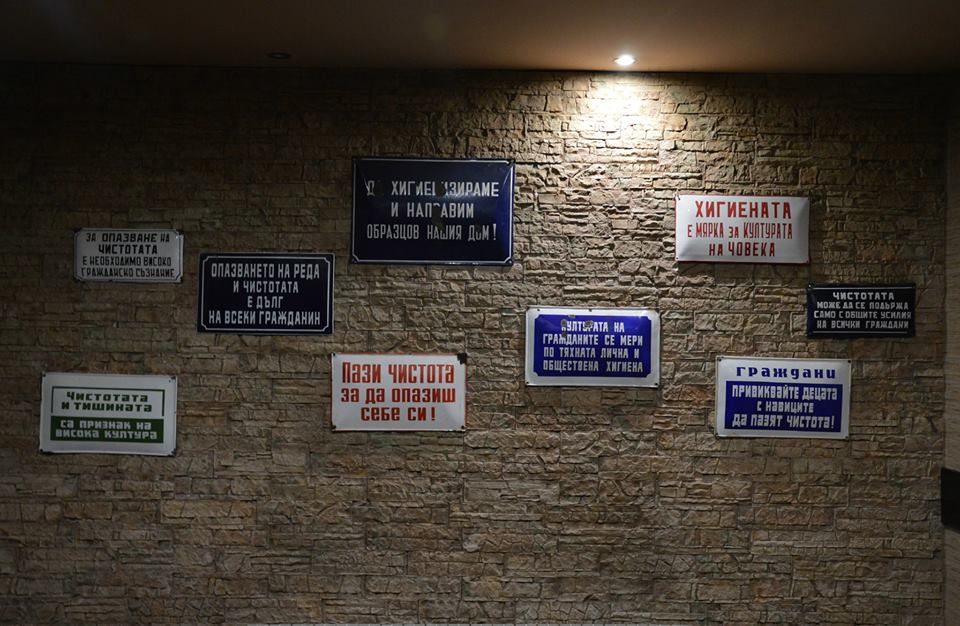 ЗА ОПАЗВАНЕ НА
ЧИСТОТАТА
Е НЕОБХОДИМО ВИСОКО
ГРАЖДАНСКО СЪЗНАНИЕ
ОПАЗВАНЕТО НА РЕДА
И ЧИСТОТАТА
Е ДЪЛГ
НА ВСЕКИ ГРАЖДАНИН
ДА ХИГИЕНИЗИРАМЕ
И НАПРАВИМ
ОБРАЗЦОВ НАШИЯ ДОМ!
ХИГИЕНАТА
Е МЯРКА ЗА КУЛТУРАТА
НА ЧОВЕКА
ЧИСТОТАТА
МОЖЕ ДА СЕ ПОДЪРЖА
САМО С ОБЩИТЕ УСИЛИЯ
НА ВСИЧКИ ГРАЖДАНИ
Чистотата
и тишината
са признак на
висока култура
ПАЗИ ЧИСТОТА
ЗА ДА ОПАЗИШ
СЕБЕ СИ!
КУЛТУРАТА НА
ГРАЖДАНИТЕ СЕ МЕРИ
ПО ТЯХНАТА ЛИЧНА И
ОБЩЕСТВЕНА ХИГИЕНА
ГРАЖДАНИ
ПРИВИКВАЙТЕ ДЕЦАТА
С НАВИЦИТЕ
ДА ПАЗЯТ ЧИСТОТА!